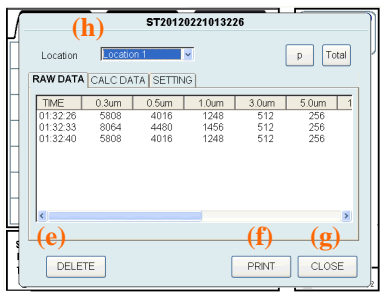 ST20120221013226
(h)
Location Location 1 p Total
RAW DATA CALC DATA SETTING
TIME 0.3um 0.5um 1.0um 3.0um 5.0um 1
01:32:26 5808 4016 1248 512 256
01:32:33 8064 4480 1456 512 256
01:32:40 5808 4016 1248 512 256
(e) (f) (g)
DELETE PRINT CLOSE